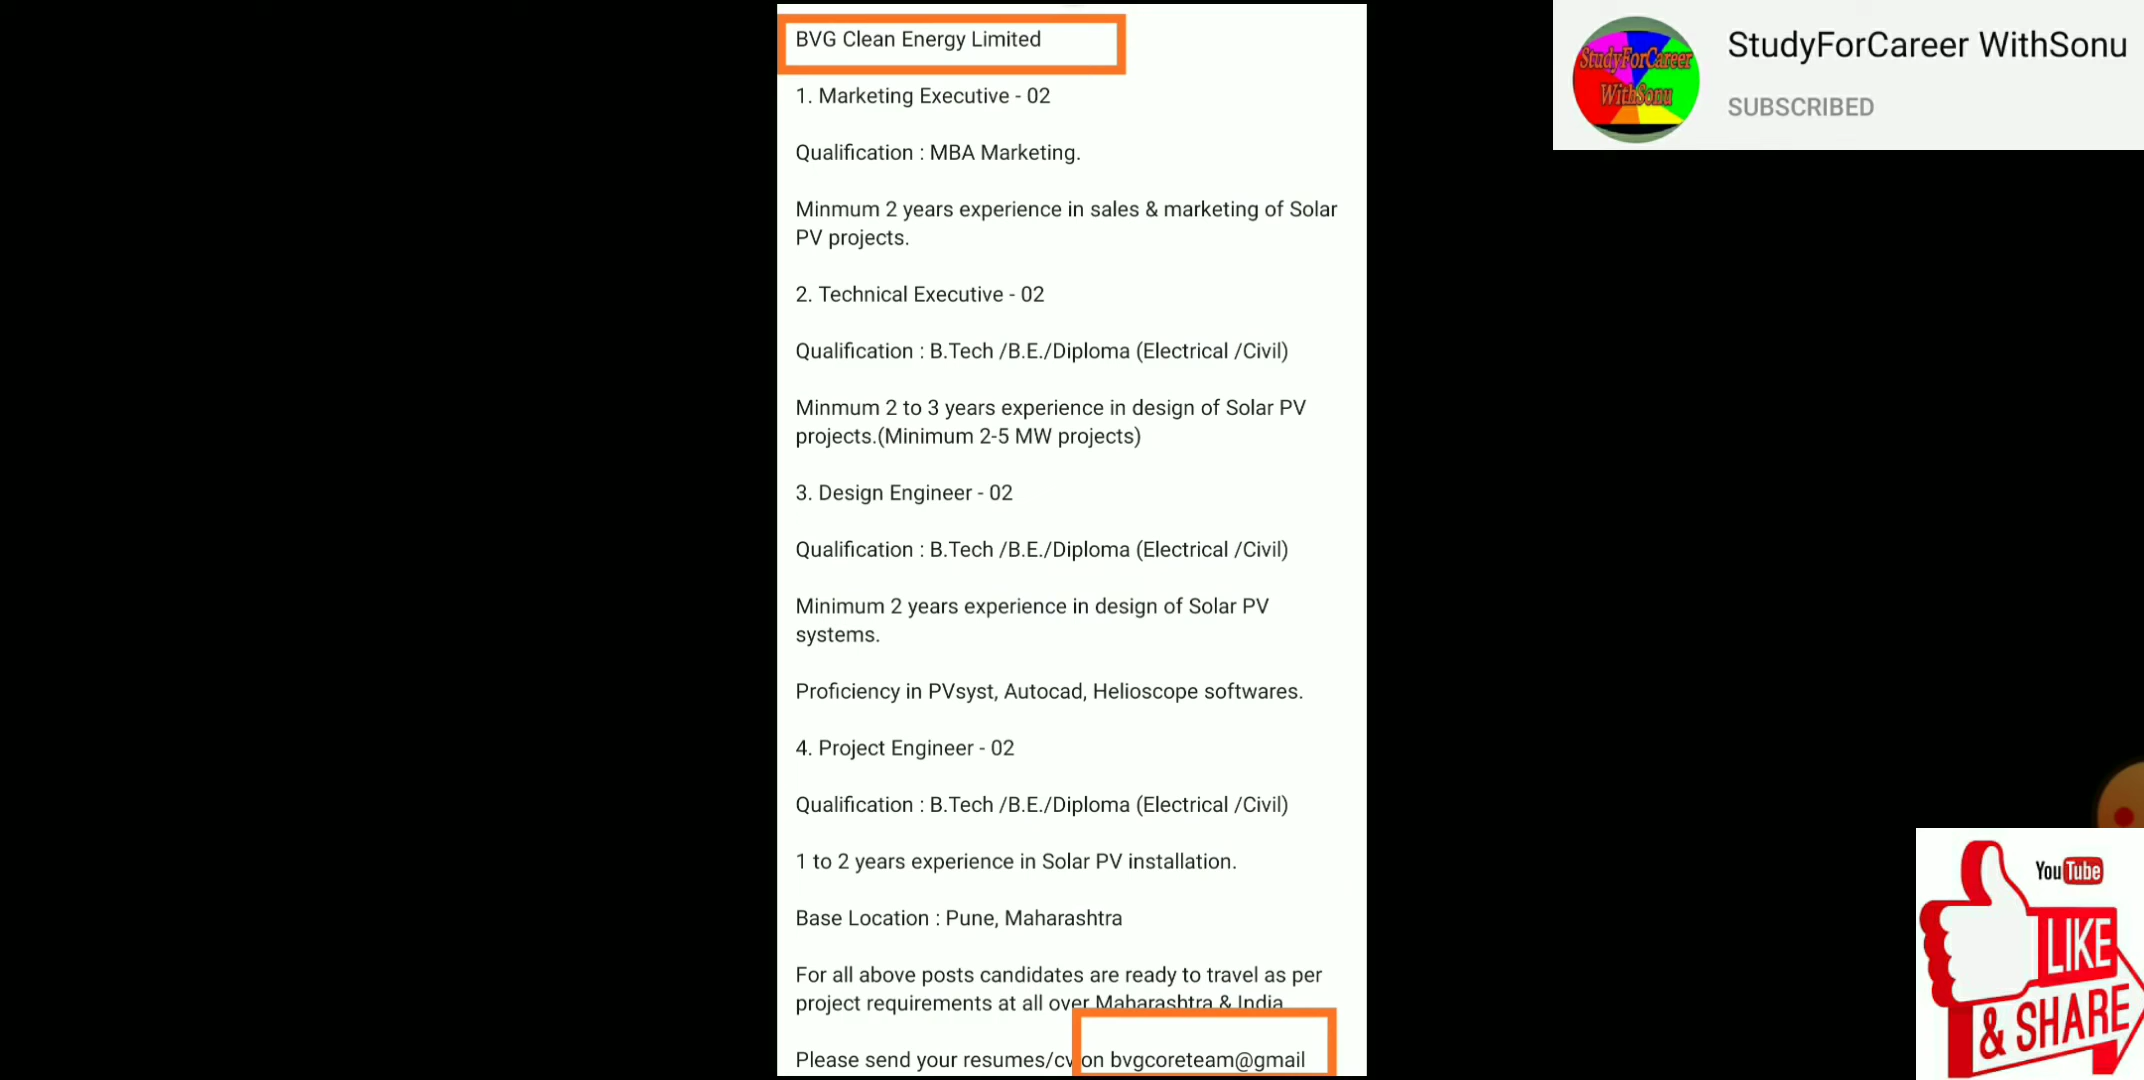 BVG Clean Energy Limited
1. Marketing Executive - 02
Qualification : MBA Marketing.
Minmum 2 years experience in sales & marketing of Solar
PV projects.
2. Technical Executive - 02
Qualification : B.Tech /B.E./Diploma (Electrical /Civil)
Minmum 2 to 3 years experience in design of Solar PV
projects.(Minimum 2-5 MW projects)
3. Design Engineer - 02
Qualification : B.Tech /B.E./Diploma (Electrical /Civil)
Minimum 2 years experience in design of Solar PV
systems.
Proficiency in PVsyst, Autocad, Helioscope softwares.
4. Project Engineer - 02
Qualification : B.Tech /B.E./Diploma (Electrical /Civil)
1 to 2 years experience in Solar PV installation.
Base Location : Pune, Maharashtra
For all above posts candidates are ready to travel as per
project requirements at all over Maharashtra & India
Please send your resumes/cv on bvgcoreteam@gmail
StudyForCareer WithSonu
SUBSCRIBED
StudyForCareer
WithSonu
YouTube
LIKE
& SHARE